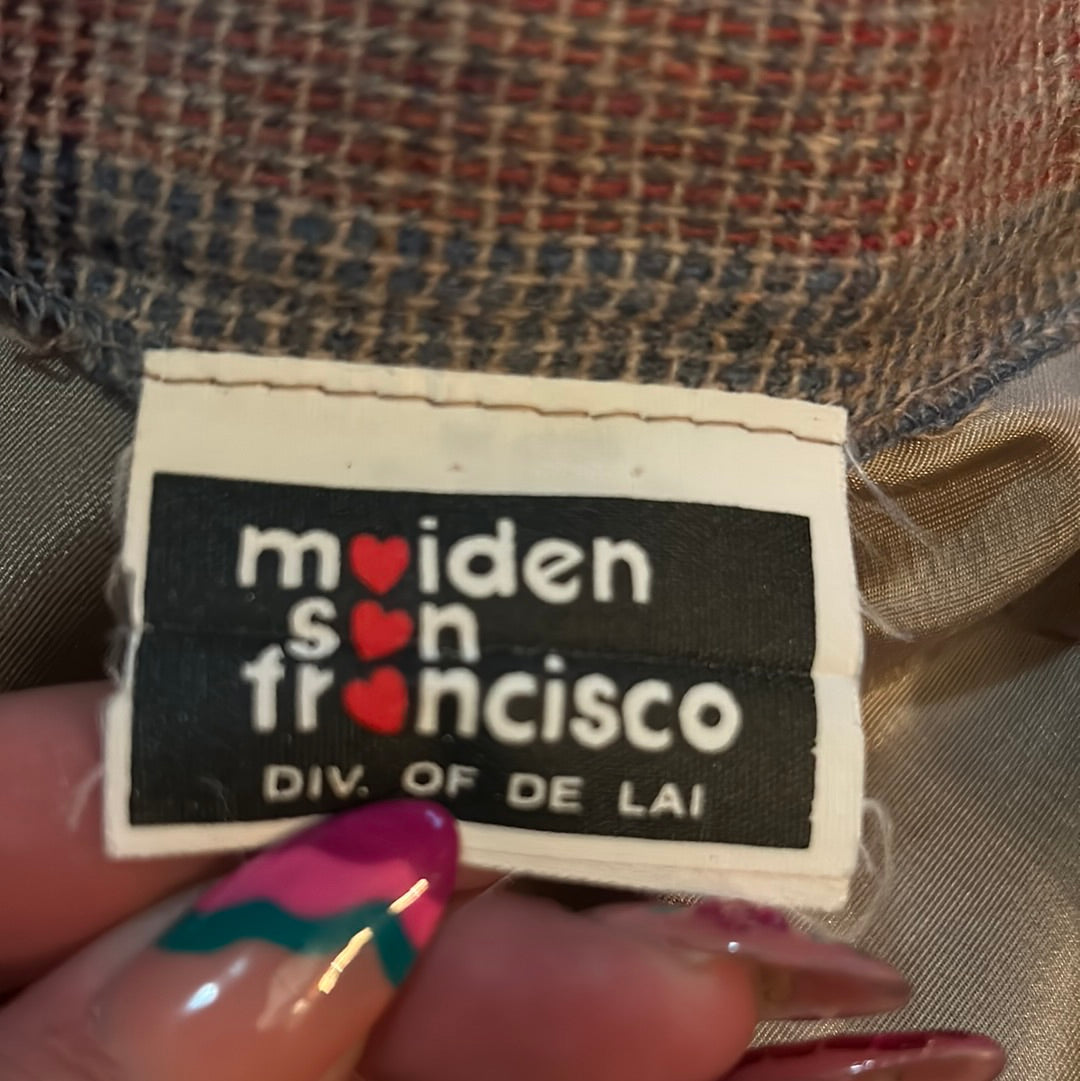 m♥iden
s♥n
fr♥ncisco
DIV. OF DE LAI